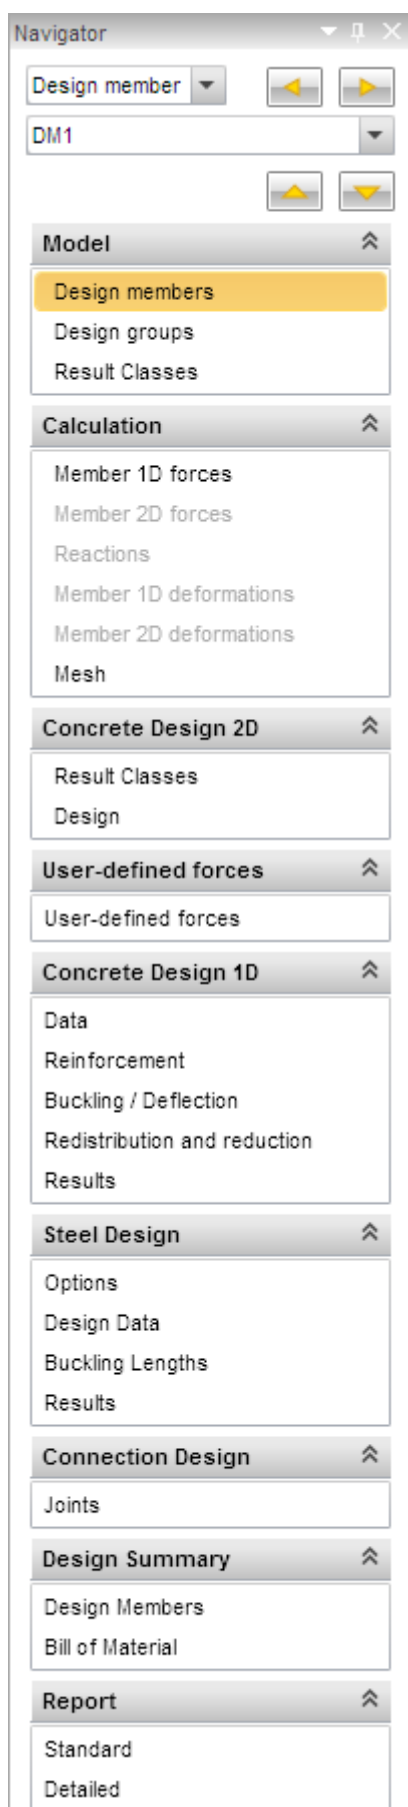 Navigator
Design member
DM1
Model
Design members
Design groups
Result Classes
Calculation
Member 1D forces
Member 2D forces
Reactions
Member 1D deformations
Member 2D deformations
Mesh
Concrete Design 2D
Result Classes
Design
User-defined forces
User-defined forces
Concrete Design 1D
Data
Reinforcement
Buckling / Deflection
Redistribution and reduction
Results
Steel Design
Options
Design Data
Buckling Lengths
Results
Connection Design
Joints
Design Summary
Design Members
Bill of Material
Report
Standard
Detailed